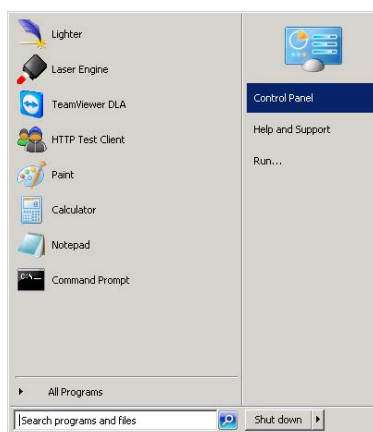 Lighter
Laser Engine
TeamViewer DLA
HTTP Test Client
Paint
Calculator
Notepad
C:\
Command Prompt
All Programs
Search programs and files
Control Panel
Help and Support
Run...
Shut down